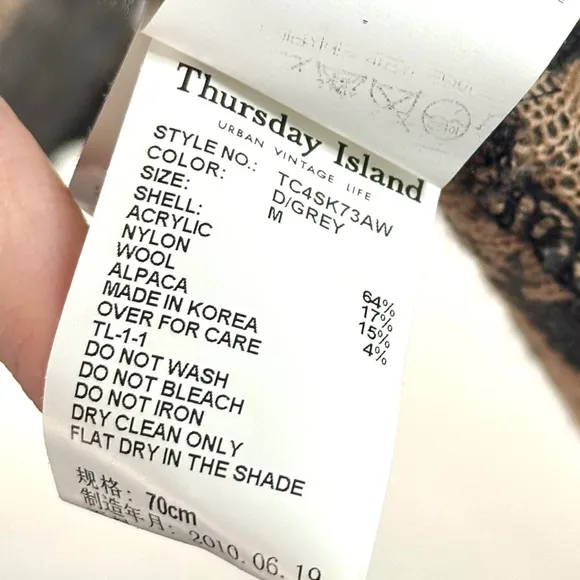 Thursday Island
URBAN VINTAGE LIFE
STYLE NO.: TC4SK73AW
COLOR: D/GREY
SIZE: M
SHELL:
ACRYLIC 64%
NYLON 17%
WOOL 15%
ALPACA 4%
MADE IN KOREA
OVER FOR CARE
TL-1-1
DO NOT WASH
DO NOT BLEACH
DO NOT IRON
DRY CLEAN ONLY
FLAT DRY IN THE SHADE
规格: 70cm
制造年月: 2010.06.19